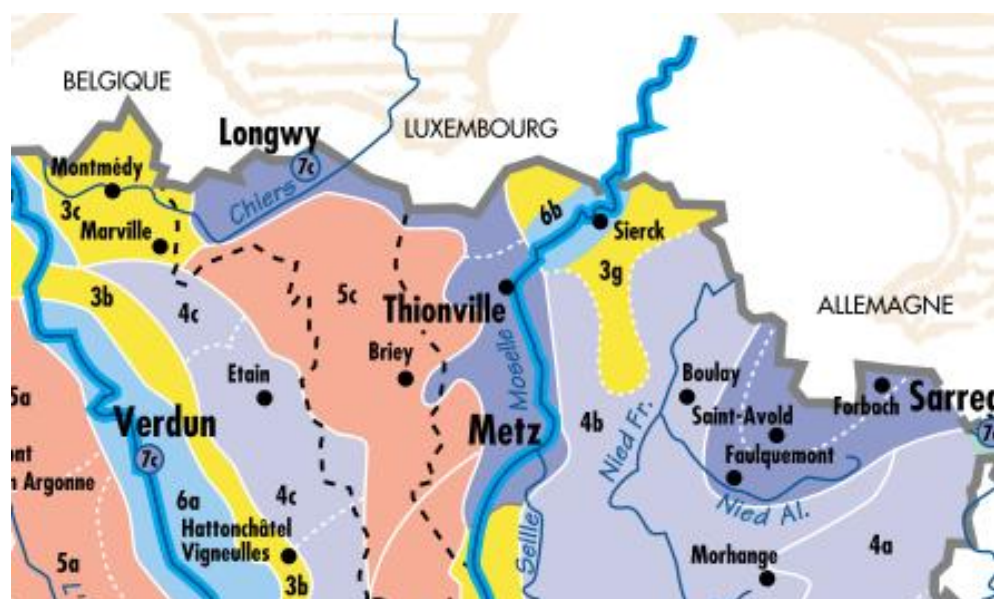 BELGIQUE
Longwy
7c
LUXEMBOURG
Montmédy
3c
Chiers
Marville
6b
Sierck
3g
3b
4c
5c
Thionville
ALLEMAGNE
Moselle
Briey
Etain
Boulay
5a
Forbach
Sarreg
Verdun
7c
Metz
4b
Nied Fr.
Saint-Avold
Faulquemont
Argonne
6a
4c
Nied Al.
Hattonchâtel
Vigneulles
Seille
4a
5a
3b
Morhange